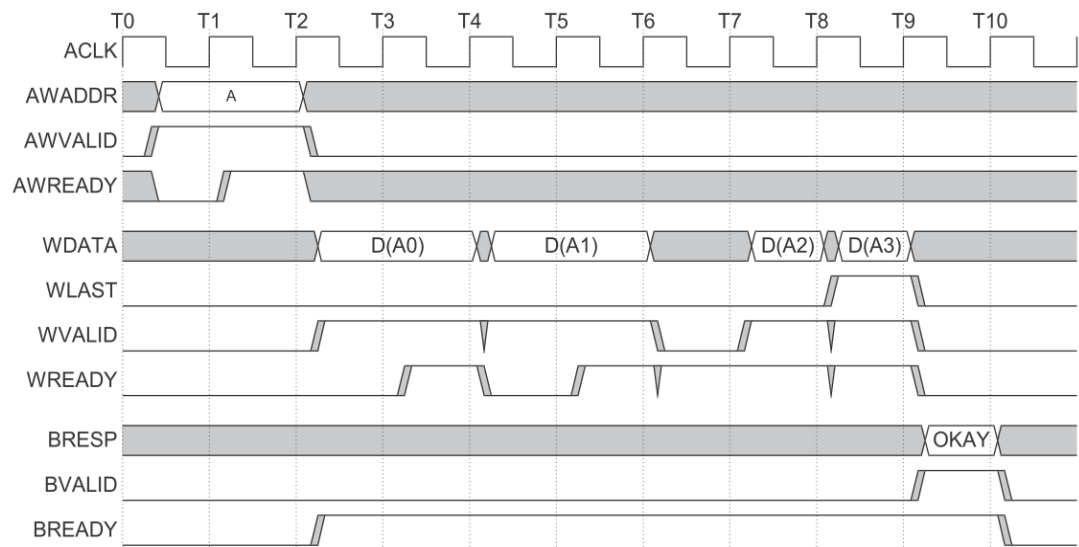 T0 T1 T2 T3 T4 T5 T6 T7 T8 T9 T10
ACLK
AWADDR A
AWVALID
AWREADY
WDATA D(A0) D(A1) D(A2) D(A3)
WLAST
WVALID
WREADY
BRESP OKAY
BVALID
BREADY